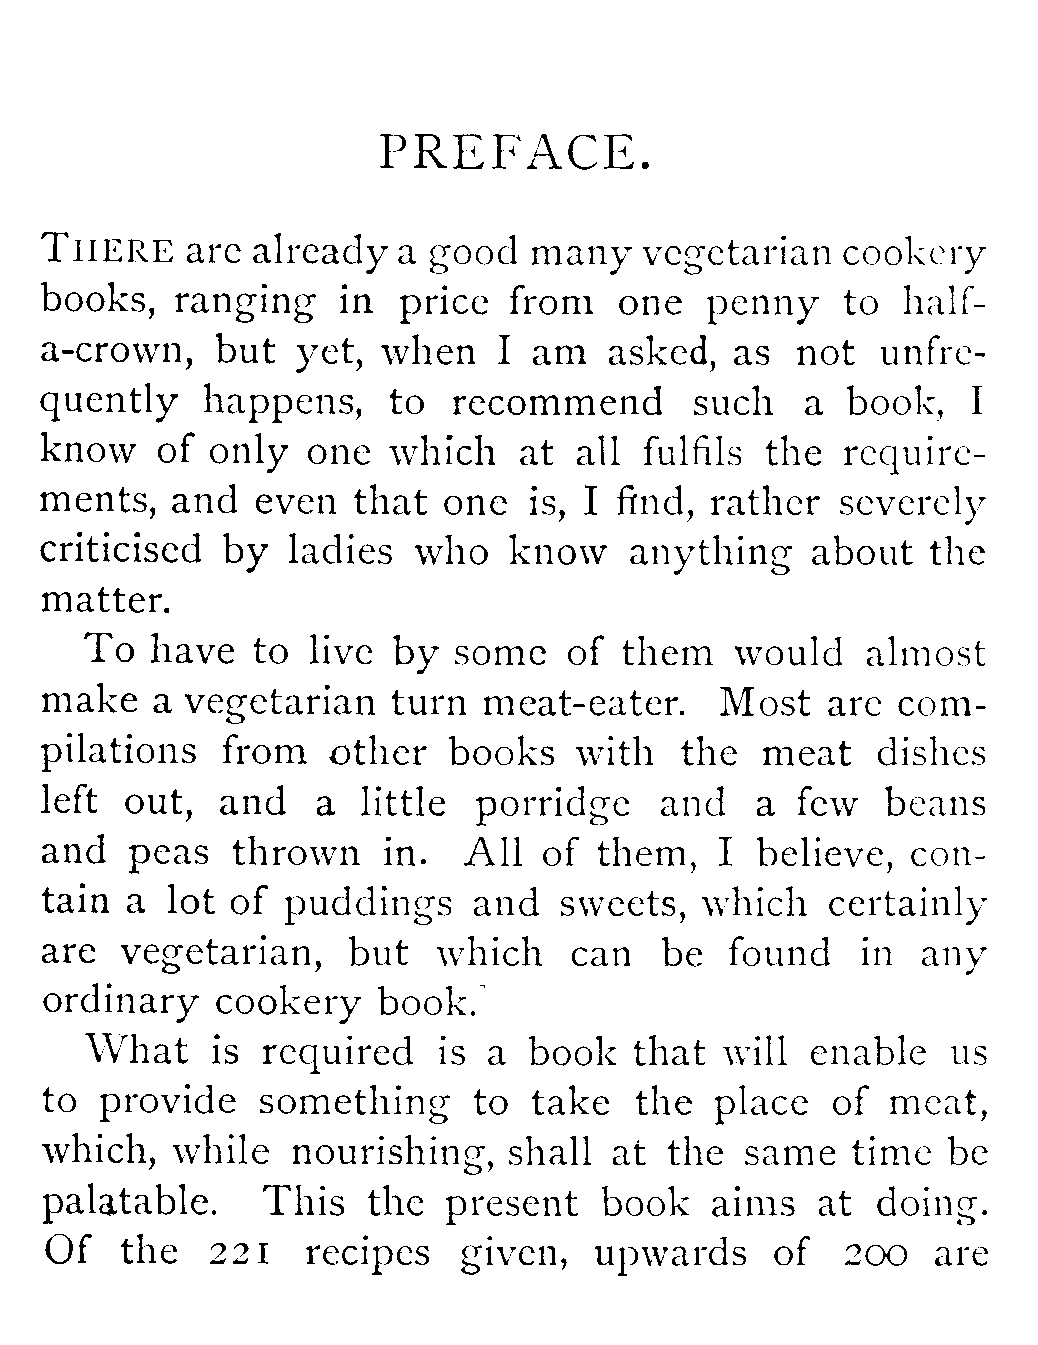 PREFACE.
THERE are already a good many vegetarian cookery
books, ranging in price from one penny to half-
a-crown, but yet, when I am asked, as not unfre-
quently happens, to recommend such a book, I
know of only one which at all fulfils the require-
ments, and even that one is, I find, rather severely
criticised by ladies who know anything about the
matter.
To have to live by some of them would almost
make a vegetarian turn meat-eater. Most are com-
pilations from other books with the meat dishes
left out, and a little porridge and a few beans
and peas thrown in. All of them, I believe, con-
tain a lot of puddings and sweets, which certainly
are vegetarian, but which can be found in any
ordinary cookery book.
What is required is a book that will enable us
to provide something to take the place of meat,
which, while nourishing, shall at the same time be
palatable. This the present book aims at doing.
Of the 221 recipes given, upwards of 200 are